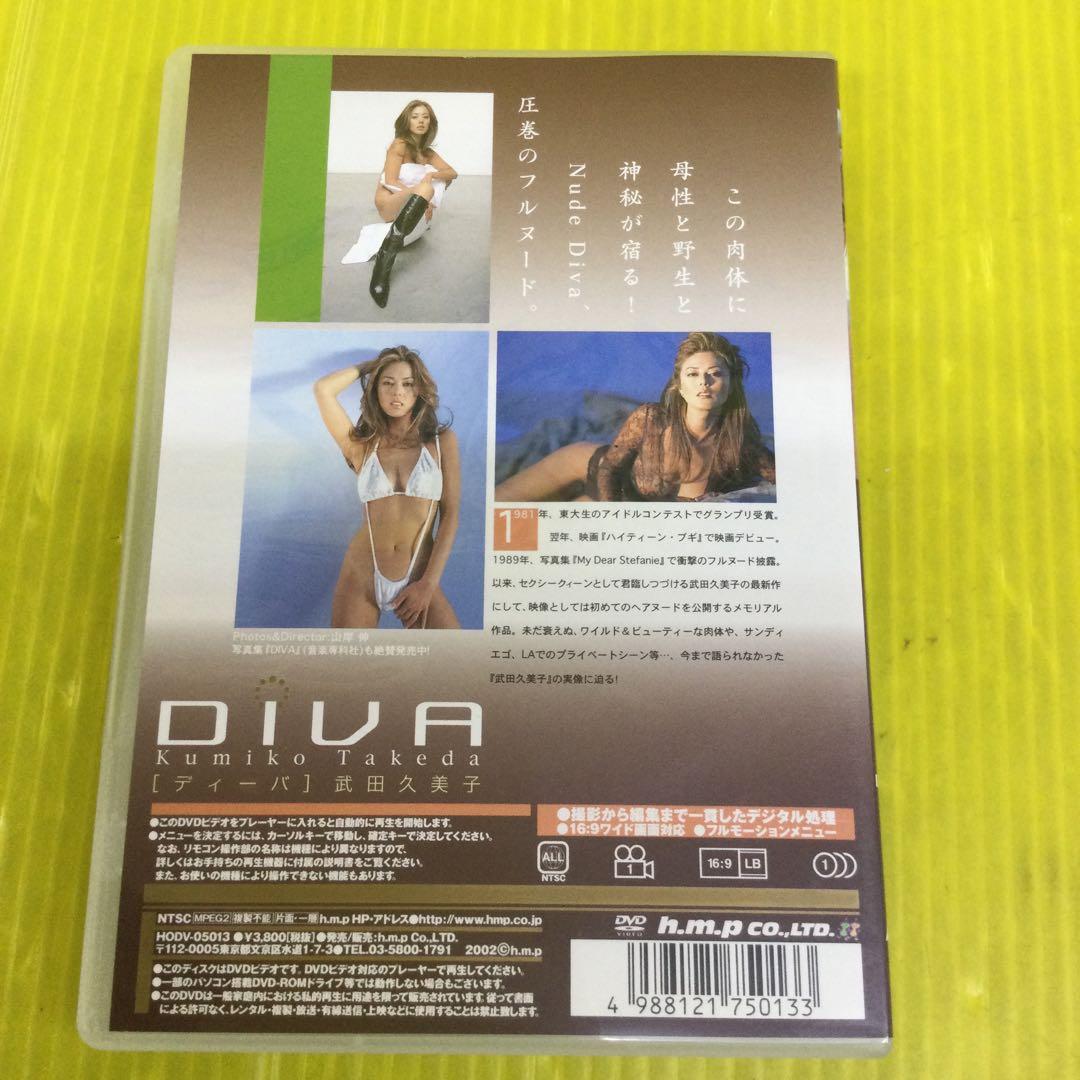 この肉体に
母性と野生と
神秘が宿る!
Nude Diva、
圧巻のフルヌード。
1981年、東大生のアイドルコンテストでグランプリ受賞。
翌年、映画『ハイティーン・ブギ』で映画デビュー。
1989年、写真集『My Dear Stefanie』で衝撃のフルヌード披露。
以来、セクシークィーンとして君臨しつづける武田久美子の最新作
にして、映像としては初めてのヘアヌードを公開するメモリアル
作品。未だ衰えぬ、ワイルド&ビューティーな肉体や、サンディ
エゴ、LAでのプライベートシーン等…、今まで語られなかった
『武田久美子』の実像に迫る!
Photos&Director:山岸 伸
写真集『DIVA』(音楽専科社)も絶賛発売中!
DIVA
Kumiko Takeda
[ディーバ] 武田久美子
●このDVDビデオをプレーヤーに入れると自動的に再生を開始します。
●メニューを決定するには、カーソルキーで移動し、確定キーで決定してください。
なお、リモコン操作部の名称は機種により異なりますので、
詳しくはお手持ちの再生機器に付属の説明書をご覧ください。
また、お使いの機種により操作できない機能もあります。
●撮影から編集まで一貫したデジタル処理
●16:9ワイド画面対応 ●フルモーションメニュー
ALL
NTSC
1
16:9 LB
1
NTSC MPEG2 複製不能 片面・一層 h.m.p HP・アドレス●http://www.hmp.co.jp
HODV-05013●¥3,800[税抜]●発売/販売:h.m.p Co.,LTD.
〒112-0005東京都文京区水道1-7-3●TEL.03-5800-1791 2002©h.m.p
●このディスクはDVDビデオです。DVDビデオ対応のプレーヤーで再生してください。
●一部のパソコン搭載DVD-ROMドライブ等では動作しない場合もございます。
●このDVDは一般家庭内における私的再生に用途を限って販売されています。従って書面
による許可なく、レンタル・複製・放送・有線送信・上映などに使用することは禁止致します。
DVD VIDEO
h.m.p CO.,LTD.
4 988121 750133